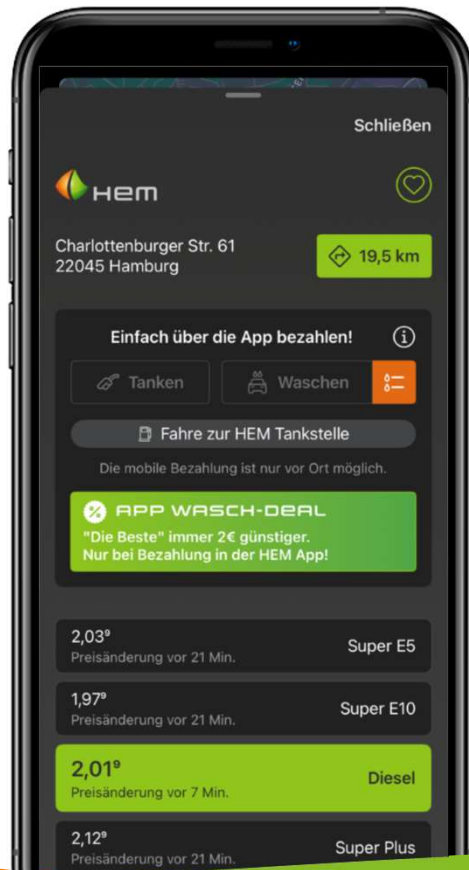 Schließen
Hem
Charlottenburger Str. 61
22045 Hamburg
19,5 km
Einfach über die App bezahlen!
Tanken
Waschen
Fahre zur HEM Tankstelle
Die mobile Bezahlung ist nur vor Ort möglich.
APP WASCH-DEAL
"Die Beste" immer 2€ günstiger.
Nur bei Bezahlung in der HEM App!
2,03⁹
Preisänderung vor 21 Min.
Super E5
1,97⁹
Preisänderung vor 21 Min.
Super E10
2,01⁹
Preisänderung vor 7 Min.
Diesel
2,12⁹
Preisänderung vor 21 Min.
Super Plus